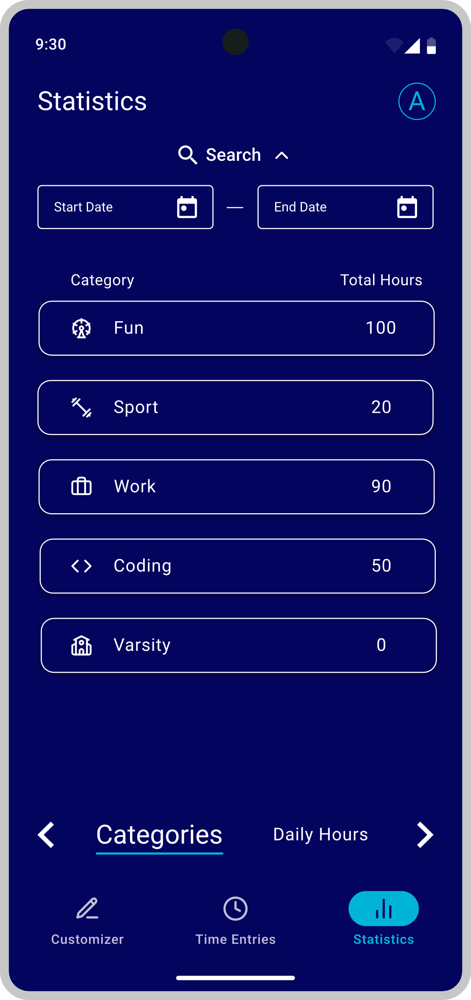 9:30
Statistics
A
Search
Start Date
End Date
Category
Total Hours
Fun
100
Sport
20
Work
90
Coding
50
Varsity
0
Categories
Daily Hours
Customizer
Time Entries
Statistics